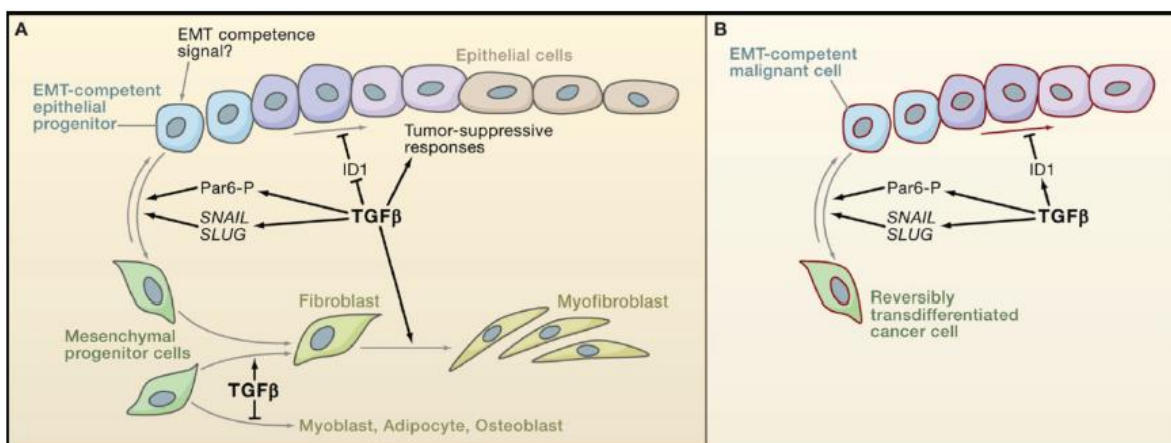 A
EMT competence
signal?
Epithelial cells
EMT-competent
epithelial
progenitor
Tumor-suppressive
responses
ID1
Par6-P
TGFβ
SNAIL
SLUG
Fibroblast
Myofibroblast
Mesenchymal
progenitor cells
TGFβ
Myoblast, Adipocyte, Osteoblast
B
EMT-competent
malignant cell
ID1
Par6-P
TGFβ
SNAIL
SLUG
Reversibly
transdifferentiated
cancer cell